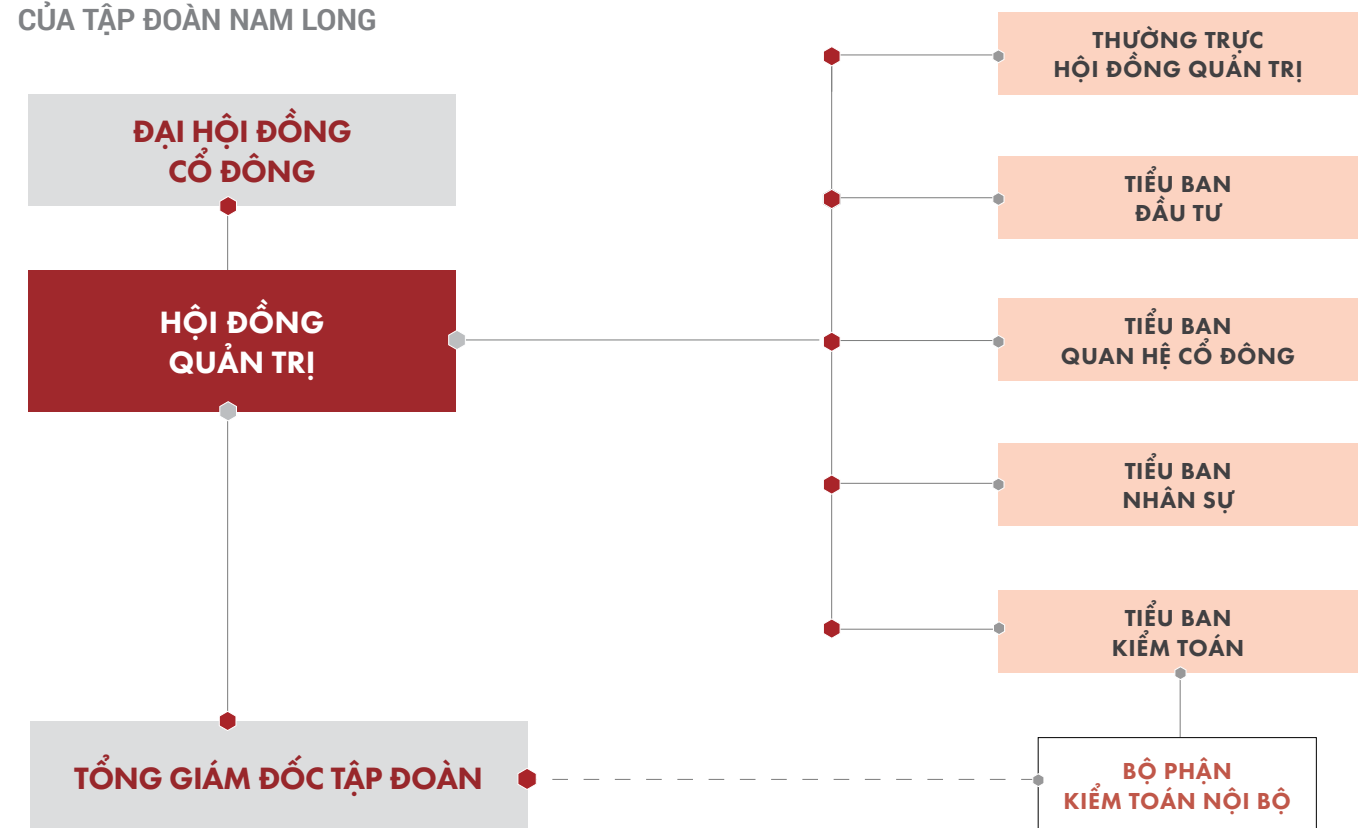 CỦA TẬP ĐOÀN NAM LONG
ĐẠI HỘI ĐỒNG
CỔ ĐÔNG
HỘI ĐỒNG
QUẢN TRỊ
TỔNG GIÁM ĐỐC TẬP ĐOÀN
THƯỜNG TRỰC
HỘI ĐỒNG QUẢN TRỊ
TIỂU BAN
ĐẦU TƯ
TIỂU BAN
QUAN HỆ CỔ ĐÔNG
TIỂU BAN
NHÂN SỰ
TIỂU BAN
KIỂM TOÁN
BỘ PHẬN
KIỂM TOÁN NỘI BỘ